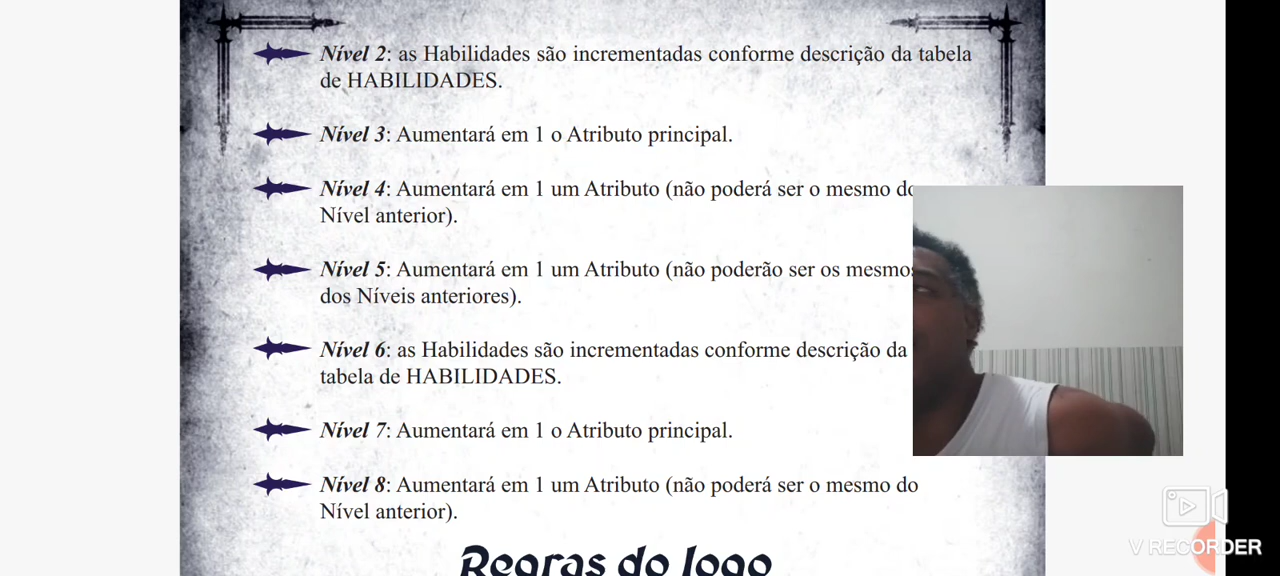 Nível 2: as Habilidades são incrementadas conforme descrição da tabela
de HABILIDADES.
Nível 3: Aumentará em 1 o Atributo principal.
Nível 4: Aumentará em 1 um Atributo (não poderá ser o mesmo do
Nível anterior).
Nível 5: Aumentará em 1 um Atributo (não poderão ser os mesmos
dos Níveis anteriores).
Nível 6: as Habilidades são incrementadas conforme descrição da
tabela de HABILIDADES.
Nível 7: Aumentará em 1 o Atributo principal.
Nível 8: Aumentará em 1 um Atributo (não poderá ser o mesmo do
Nível anterior).
Regras do Jogo
V RECORDER